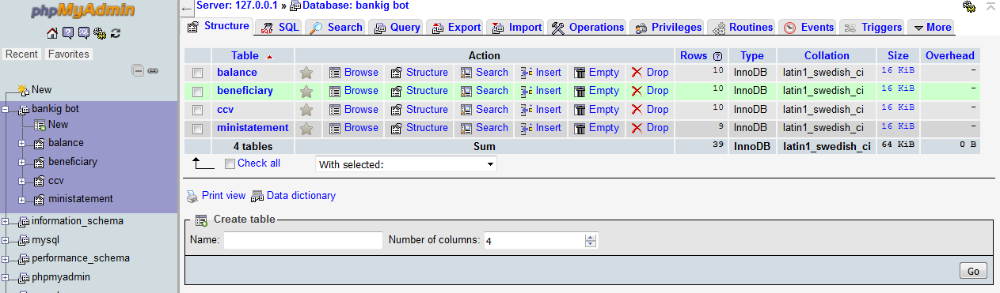 phpMyAdmin
Recent Favorites
New
bankig bot
New
balance
beneficiary
ccv
ministatement
information_schema
mysql
performance_schema
phpmyadmin
Server: 127.0.0.1 » Database: bankig bot
Structure SQL Search Query Export Import Operations Privileges Routines Events Triggers More
Table Action Rows Type Collation Size Overhead
balance Browse Structure Search Insert Empty Drop 10 InnoDB latin1_swedish_ci 16 KiB -
beneficiary Browse Structure Search Insert Empty Drop 10 InnoDB latin1_swedish_ci 16 KiB -
ccv Browse Structure Search Insert Empty Drop 10 InnoDB latin1_swedish_ci 16 KiB -
ministatement Browse Structure Search Insert Empty Drop 9 InnoDB latin1_swedish_ci 16 KiB -
4 tables Sum 39 InnoDB latin1_swedish_ci 64 KiB 0 B
Check all With selected:
Print view Data dictionary
Create table
Name: Number of columns: 4
Go